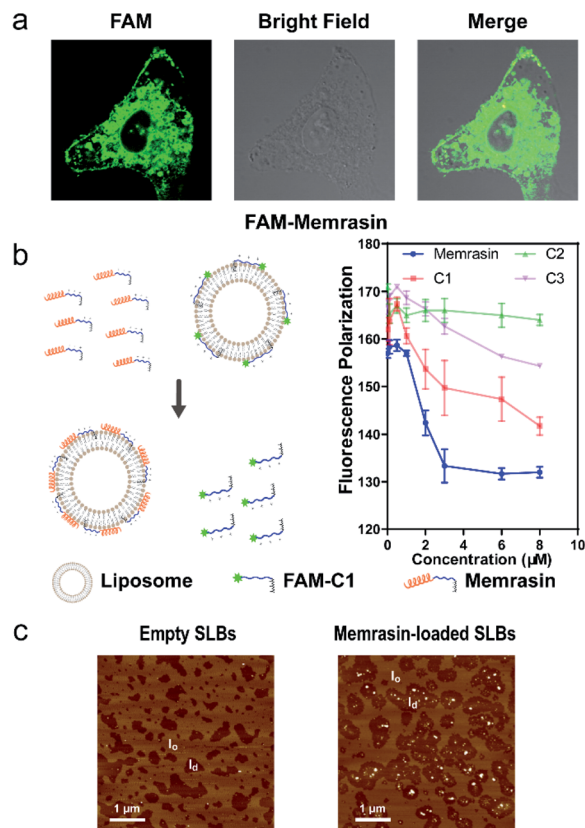 a
FAM
Bright Field
Merge
FAM-Memrasin
b
170
160
150
140
130
120
0
2
4
6
8
10
Fluorescence Polarization
Concentration (μM)
Memrasin
C1
C2
C3
Liposome
FAM-C1
Memrasin
c
Empty SLBs
Memrasin-loaded SLBs
lo
ld
1 μm
lo
ld
1 μm